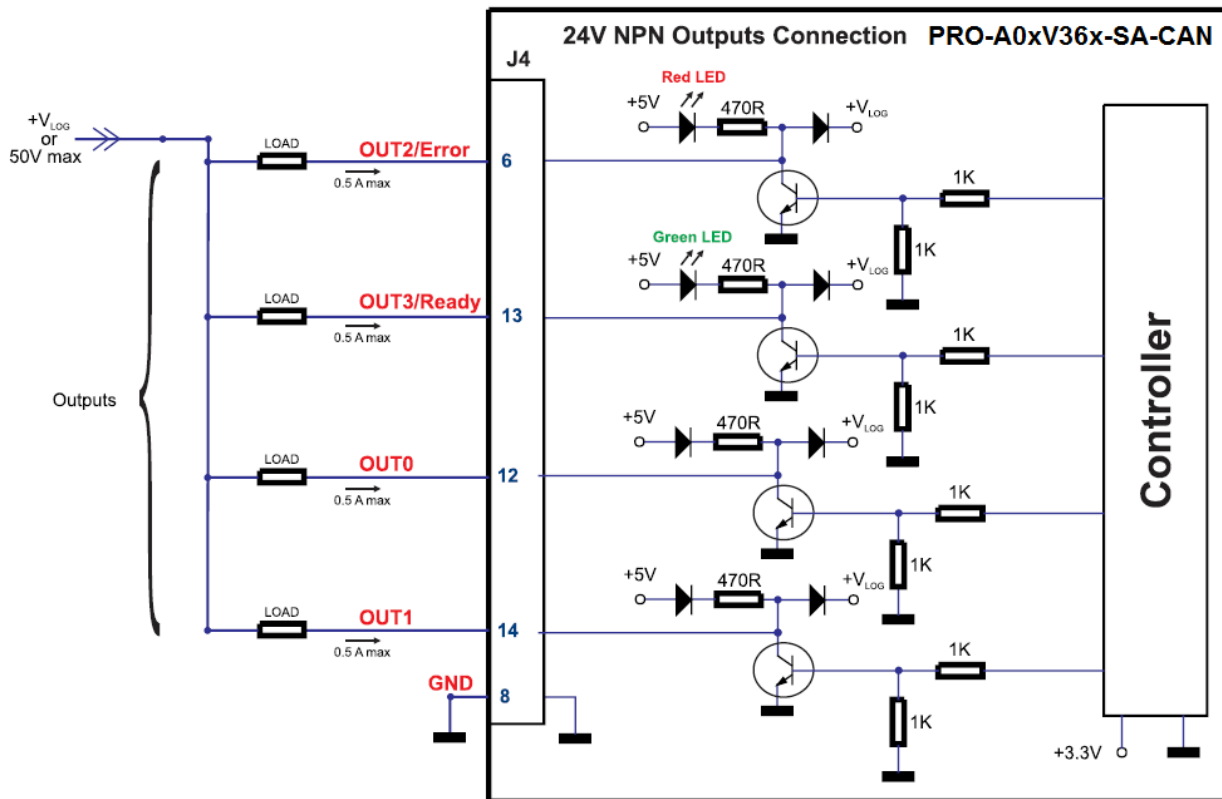 24V NPN Outputs Connection PRO-A0xV36x-SA-CAN
J4
Red LED
+5V
470R
+VLOG
+VLOG
or
50V max
LOAD
OUT2/Error
0.5 A max
6
1K
1K
Green LED
+5V
470R
+VLOG
LOAD
OUT3/Ready
0.5 A max
13
1K
1K
Outputs
Controller
+5V
470R
+VLOG
LOAD
OUT0
0.5 A max
12
1K
1K
+5V
470R
+VLOG
LOAD
OUT1
0.5 A max
14
1K
1K
GND
8
+3.3V